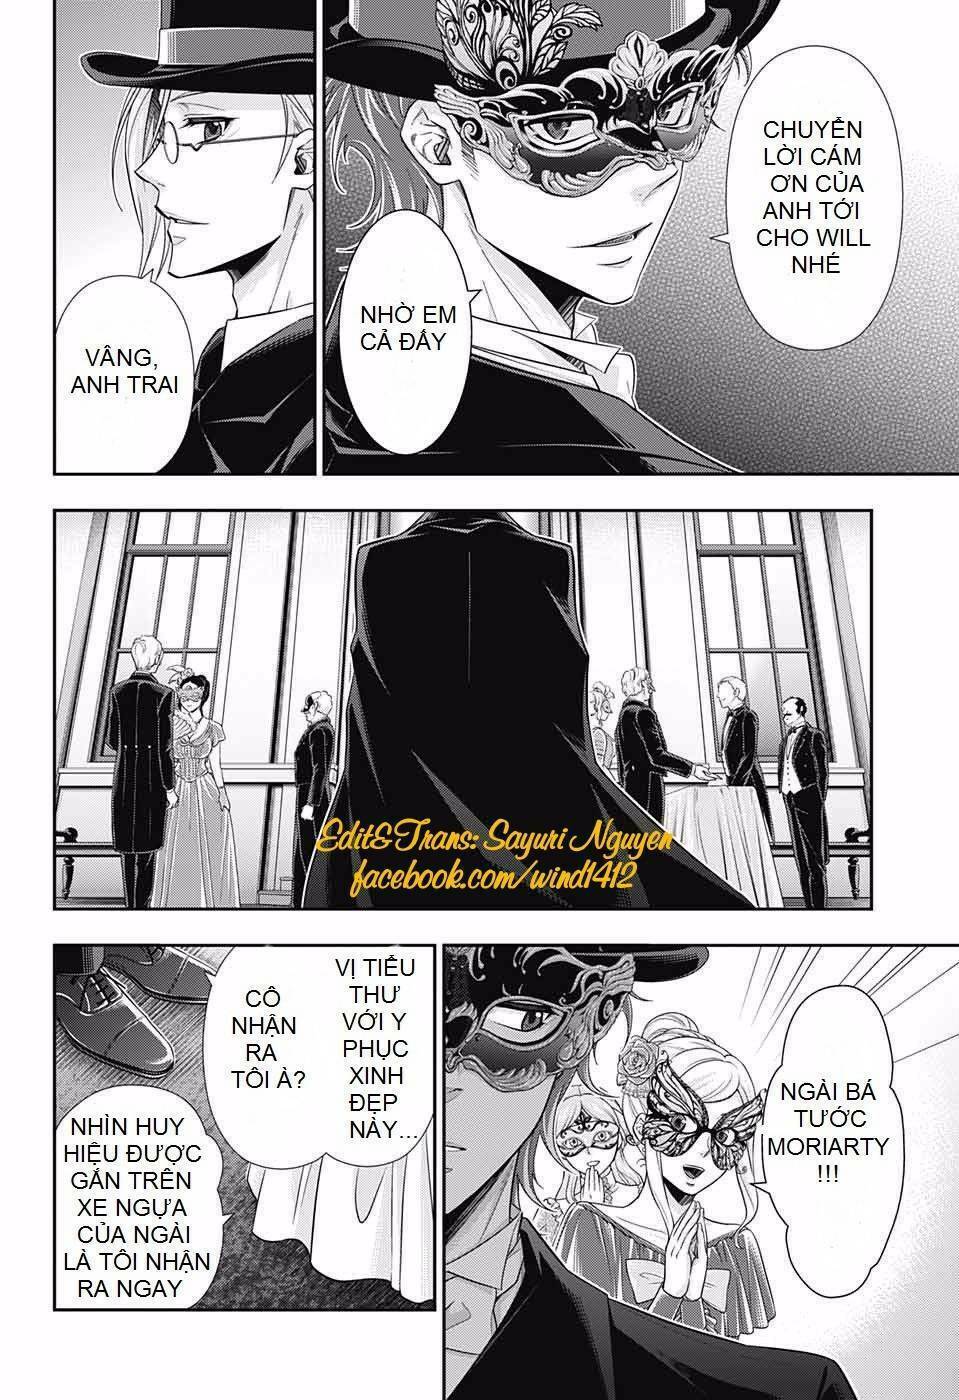 CHUYỂN
LỜI CÁM
ƠN CỦA
ANH TỚI
CHO WILL
NHÉ
NHỜ EM
CẢ ĐẤY
VÂNG,
ANH TRAI
Edit&Trans: Sayuri Nguyen
facebook.com/wind1412
NGÀI BÁ
TƯỚC
MORIARTY
!!!
VỊ TIỂU
THƯ
VỚI Y
PHỤC
XINH
ĐẸP
NÀY...
CÔ
NHẬN
RA
TÔI À?
NHÌN HUY
HIỆU ĐƯỢC
GẮN TRÊN
XE NGỰA
CỦA NGÀI
LÀ TÔI NHẬN
RA NGAY